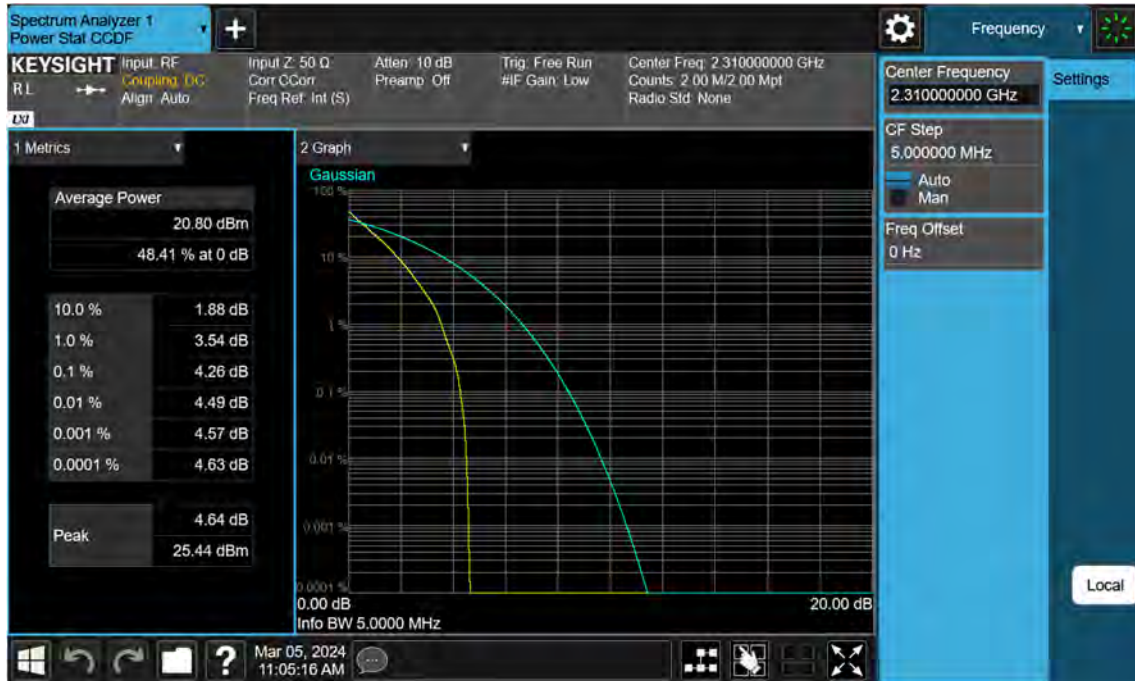 Spectrum Analyzer 1
Power Stat CCDF
Frequency
KEYSIGHT
RL
LXI
Input: RF
Coupling: DC
Align: Auto
Input Z: 50 Ω
Corr CCorr
Freq Ref: Int (S)
Atten: 10 dB
Preamp: Off
Trig: Free Run
#IF Gain: Low
Center Freq: 2.310000000 GHz
Counts: 2.00 M/2.00 Mpt
Radio Std: None
Center Frequency
2.310000000 GHz
Settings
CF Step
5.000000 MHz
Auto
Man
Freq Offset
0 Hz
Local
1 Metrics
Average Power
20.80 dBm
48.41 % at 0 dB
10.0 % 1.88 dB
1.0 % 3.54 dB
0.1 % 4.26 dB
0.01 % 4.49 dB
0.001 % 4.57 dB
0.0001 % 4.63 dB
Peak
4.64 dB
25.44 dBm
2 Graph
Gaussian
100 %
10 %
1 %
0.1 %
0.01 %
0.001 %
0.0001 %
0.00 dB 20.00 dB
Info BW 5.0000 MHz
?
Mar 05, 2024
11:05:16 AM